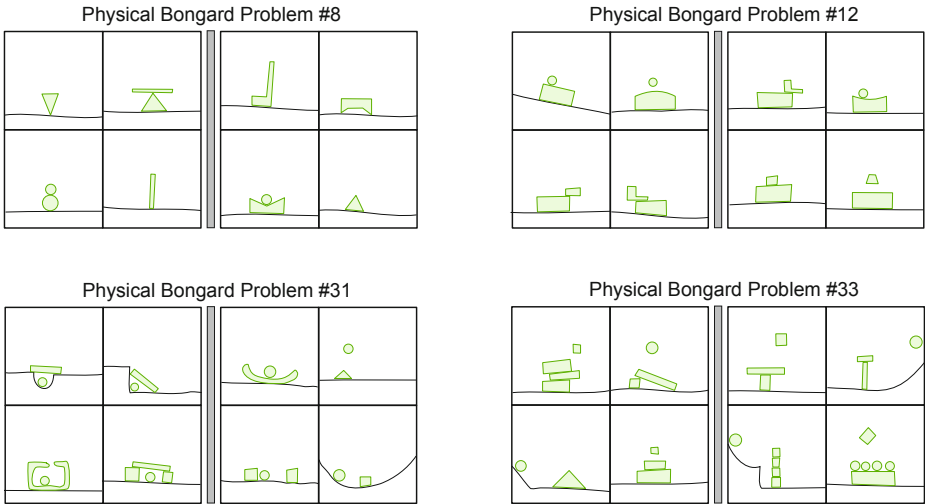 Physical Bongard Problem #8
Physical Bongard Problem #12
Physical Bongard Problem #31
Physical Bongard Problem #33